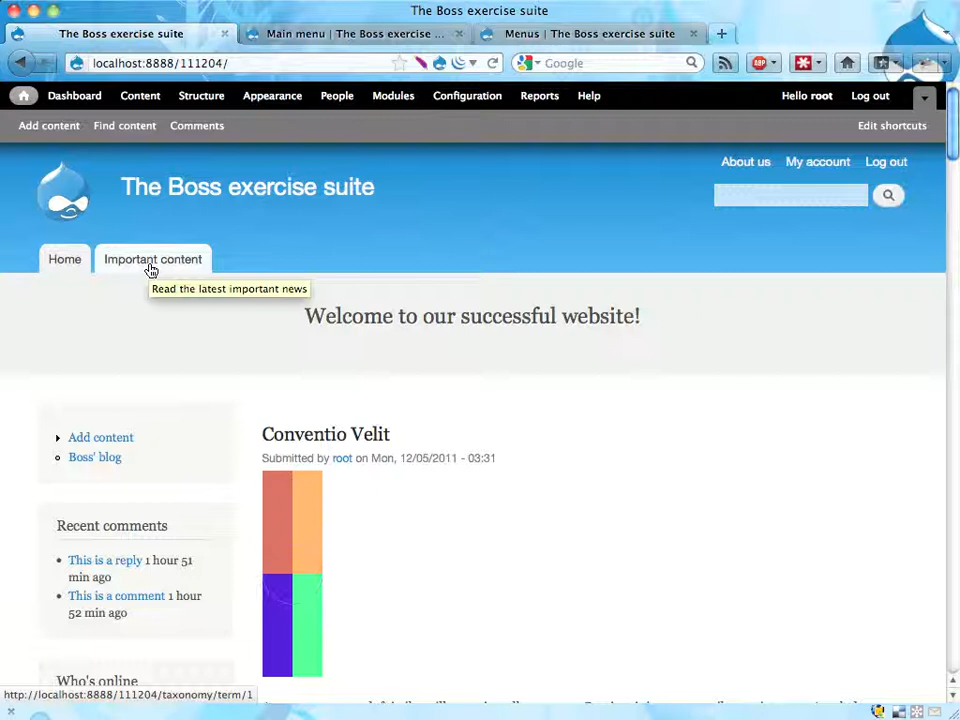 The Boss exercise suite
The Boss exercise suite
Main menu | The Boss exercise ...
Menus | The Boss exercise suite
localhost:8888/111204/
Google
ABP
Dashboard Content Structure Appearance People Modules Configuration Reports Help
Hello root Log out
Add content Find content Comments
Edit shortcuts
About us My account Log out
The Boss exercise suite
Home Important content
Read the latest important news
Welcome to our successful website!
Add content
Boss' blog
Conventio Velit
Submitted by root on Mon, 12/05/2011 - 03:31
Recent comments
This is a reply 1 hour 51
min ago
This is a comment 1 hour
52 min ago
Who's online
http://localhost:8888/111204/taxonomy/term/1